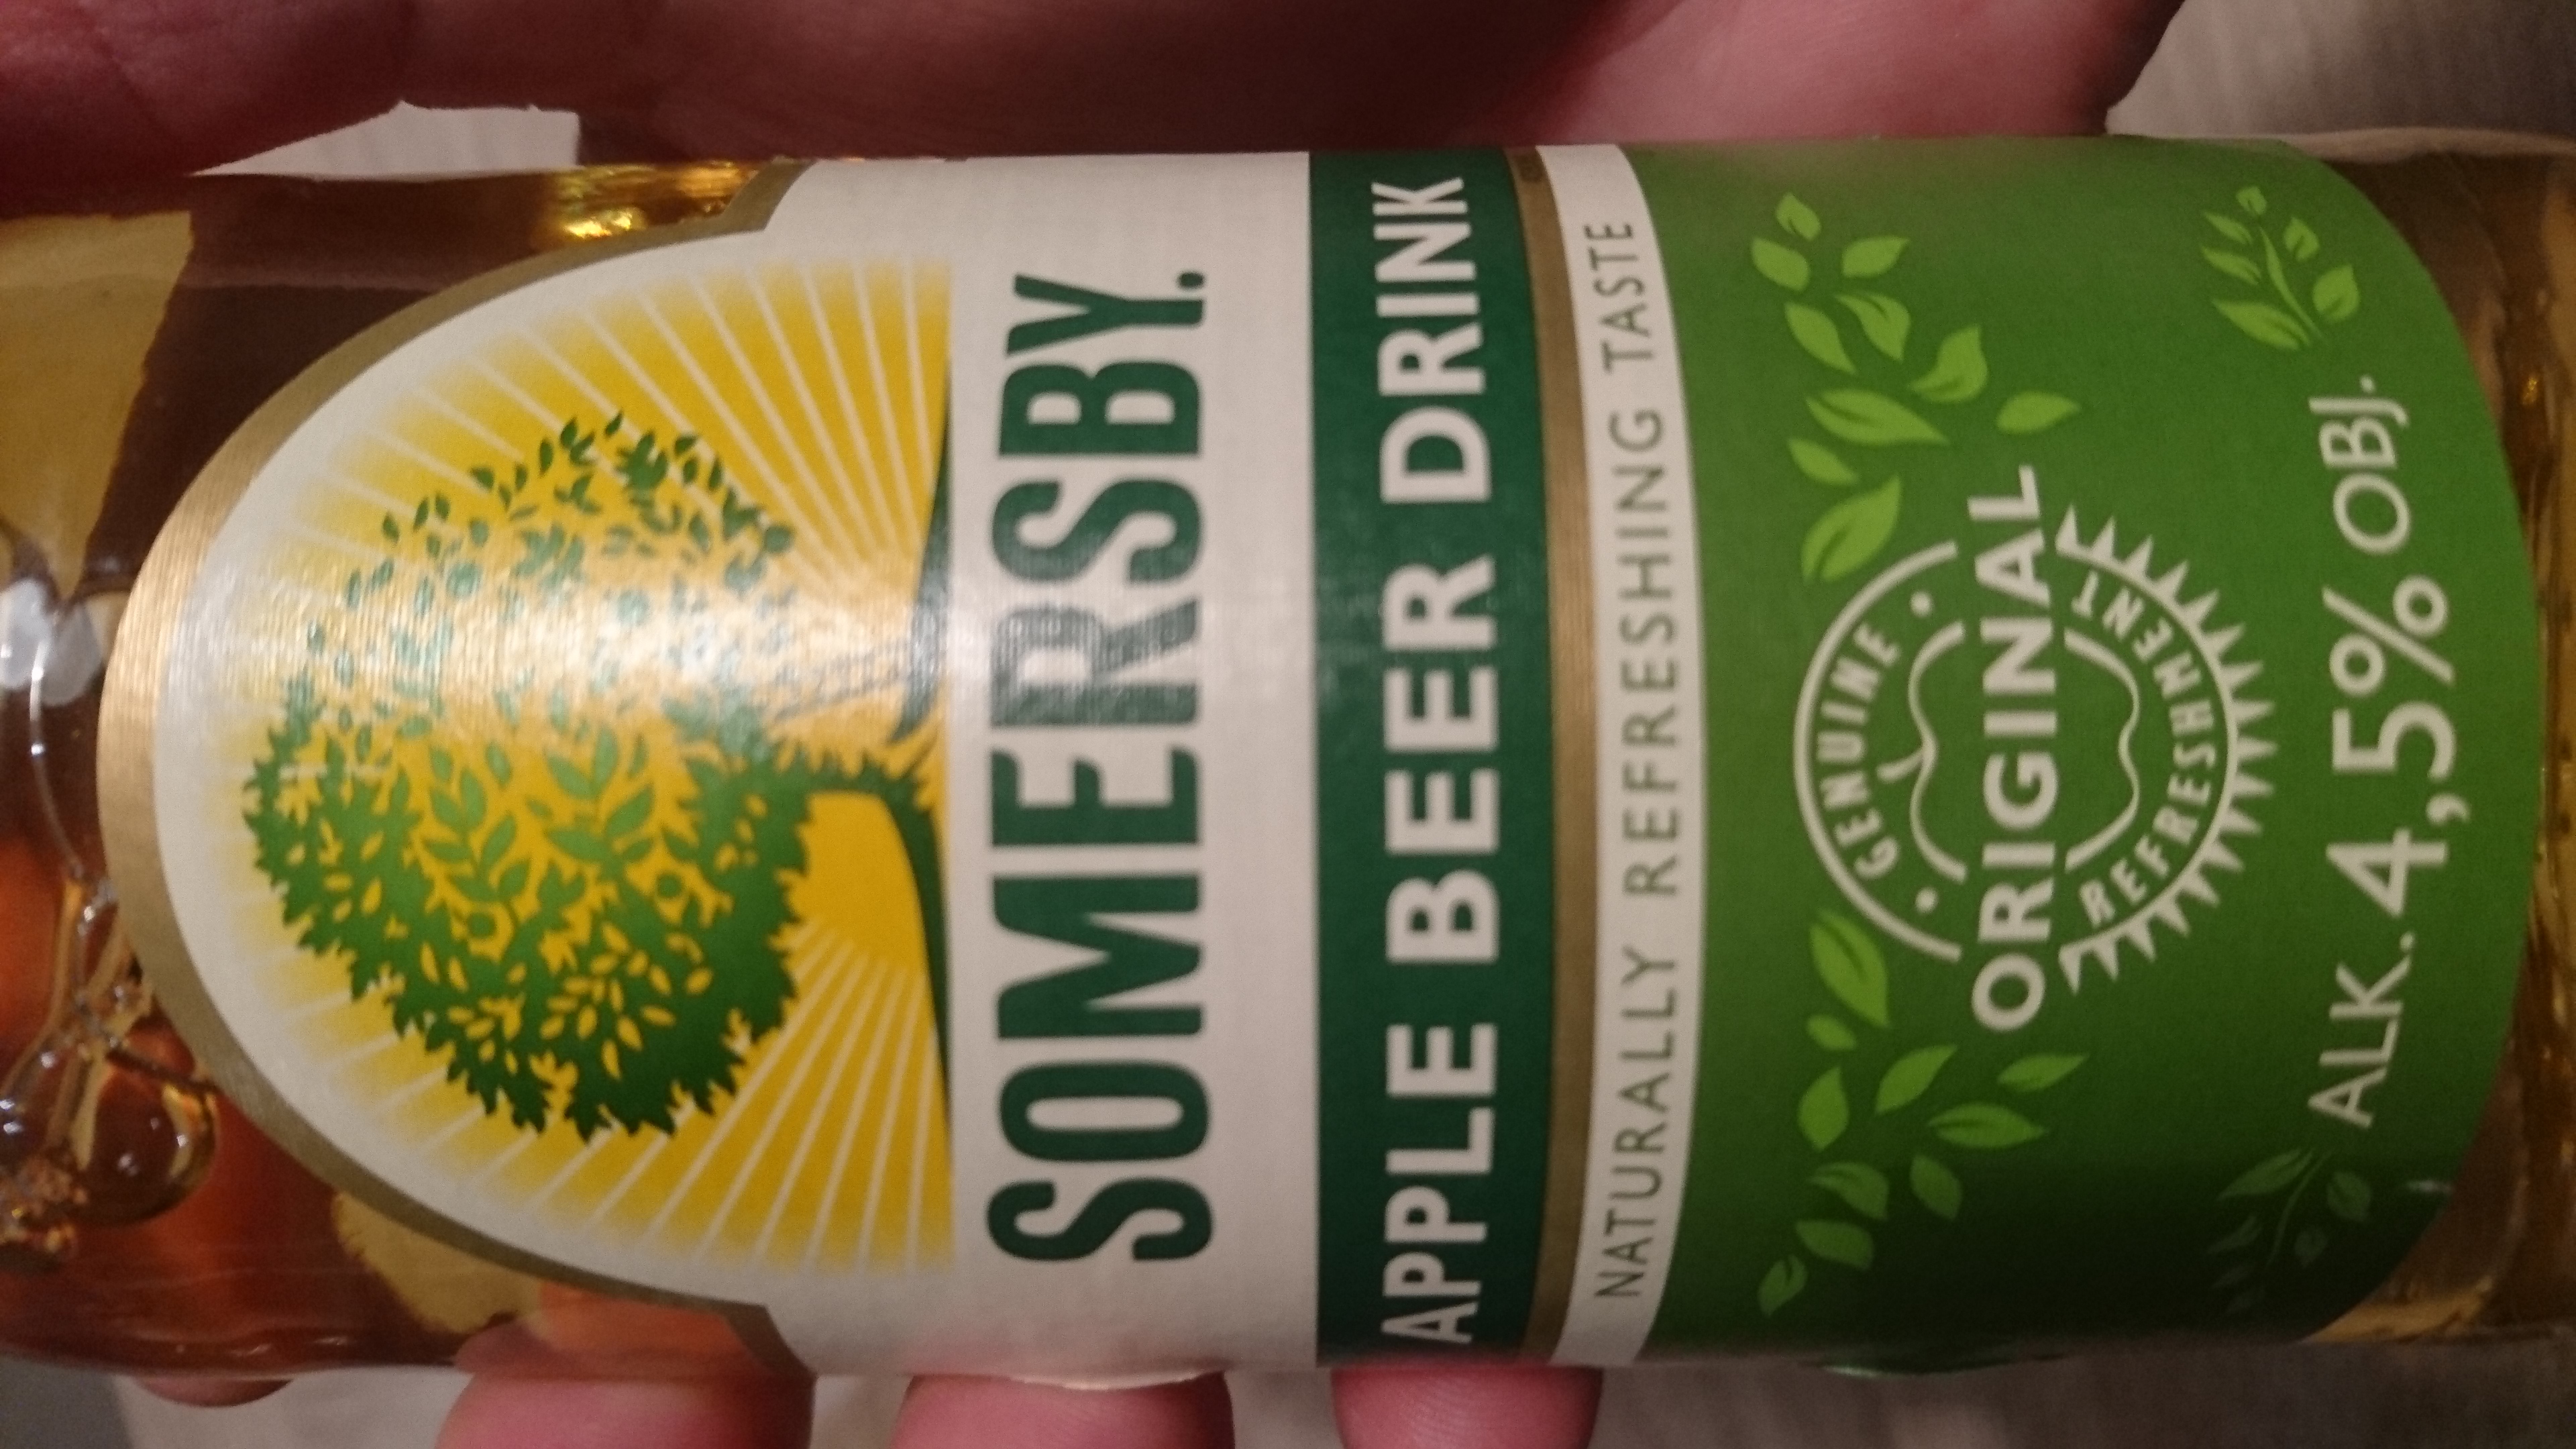 SOMERSBY.
APPLE BEER DRINK
NATURALLY REFRESHING TASTE
GENUINE
ORIGINAL
REFRESHMENT
ALK. 4,5% OBJ.